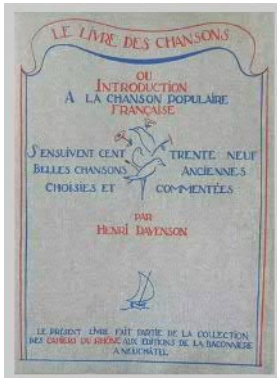 LE LIVRE DES CHANSONS
OU
INTRODUCTION
A LA CHANSON POPULAIRE
FRANÇAISE
S'ENSUIVENT CENT TRENTE NEUF
BELLES CHANSONS ANCIENNES
CHOISIES ET COMMENTÉES
PAR
HENRI DAVENSON
LE PRÉSENT LIVRE FAIT PARTIE DE LA COLLECTION
DES CAHIERS DU RHÔNE AUX EDITIONS DE LA BACONNIERE
A NEUCHÂTEL